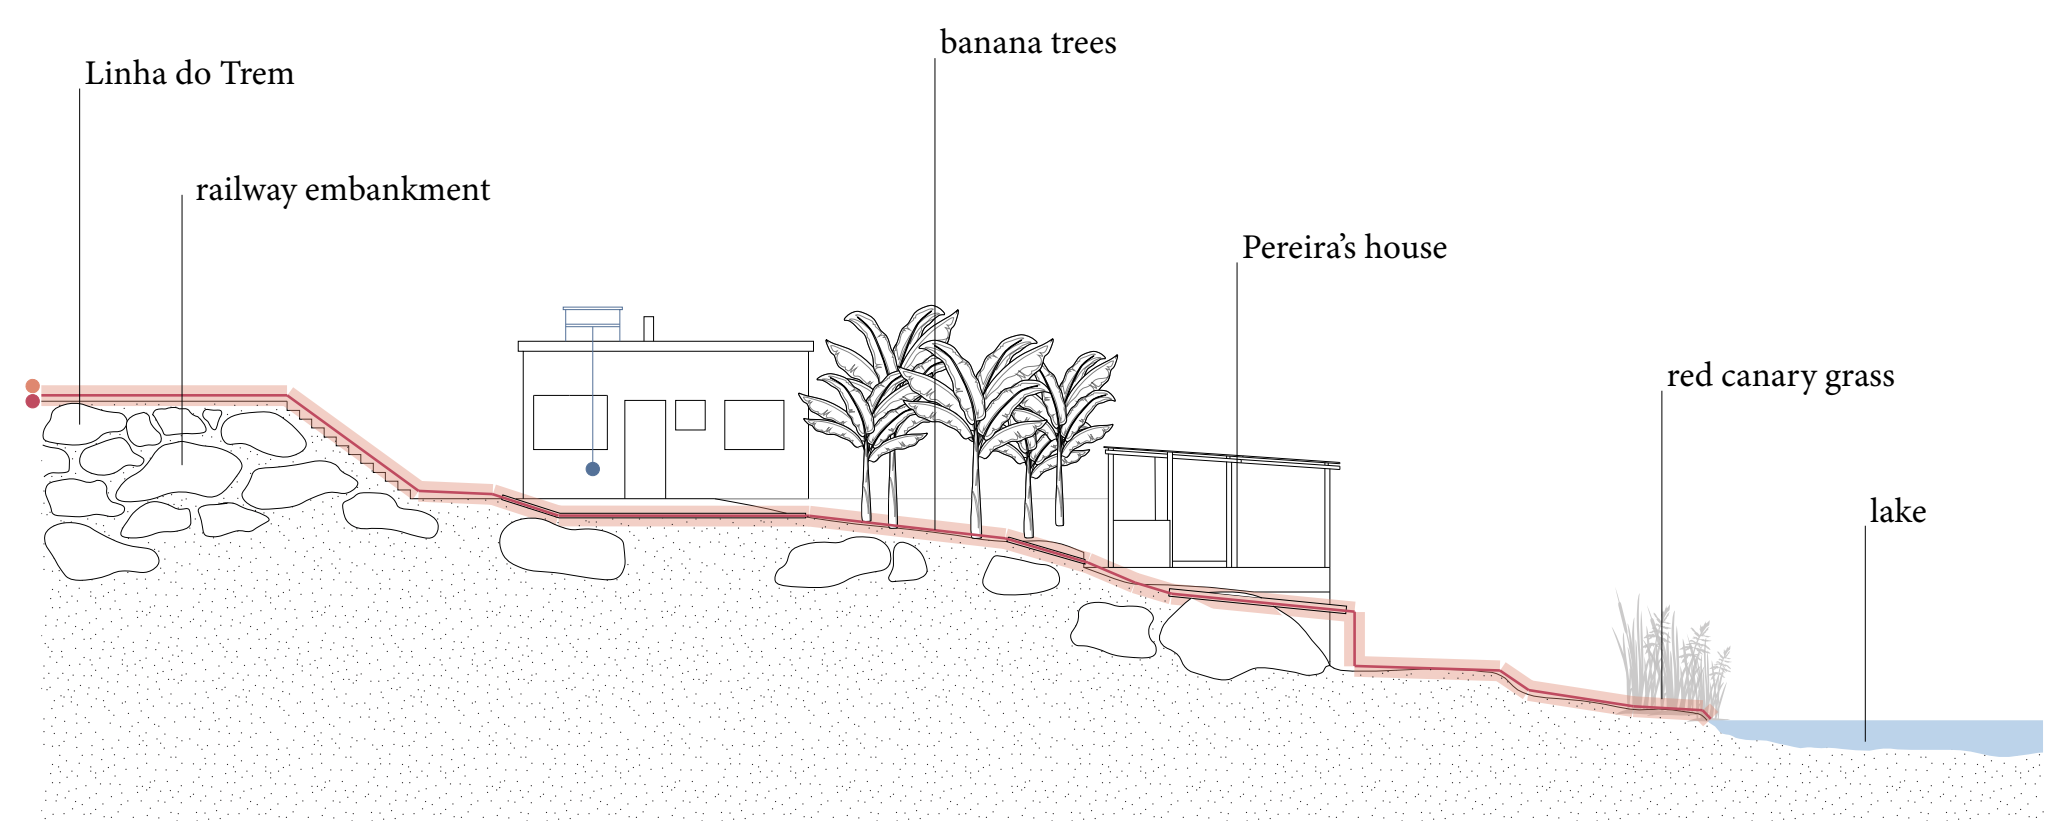 Linha do Trem
railway embankment
banana trees
Pereira’s house
red canary grass
lake